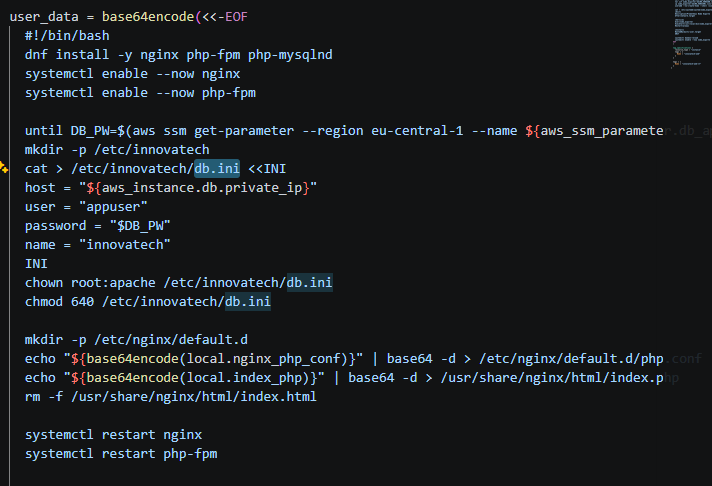 user_data = base64encode(<<-EOF
#!/bin/bash
dnf install -y nginx php-fpm php-mysqlnd
systemctl enable --now nginx
systemctl enable --now php-fpm
until DB_PW=$(aws ssm get-parameter --region eu-central-1 --name ${aws_ssm_parameter.db_ap
mkdir -p /etc/innovatech
cat > /etc/innovatech/db.ini <<INI
host = "${aws_instance.db.private_ip}"
user = "appuser"
password = "$DB_PW"
name = "innovatech"
INI
chown root:apache /etc/innovatech/db.ini
chmod 640 /etc/innovatech/db.ini
mkdir -p /etc/nginx/default.d
echo "${base64encode(local.nginx_php_conf)}" | base64 -d > /etc/nginx/default.d/php.conf
echo "${base64encode(local.index_php)}" | base64 -d > /usr/share/nginx/html/index.php
rm -f /usr/share/nginx/html/index.html
systemctl restart nginx
systemctl restart php-fpm